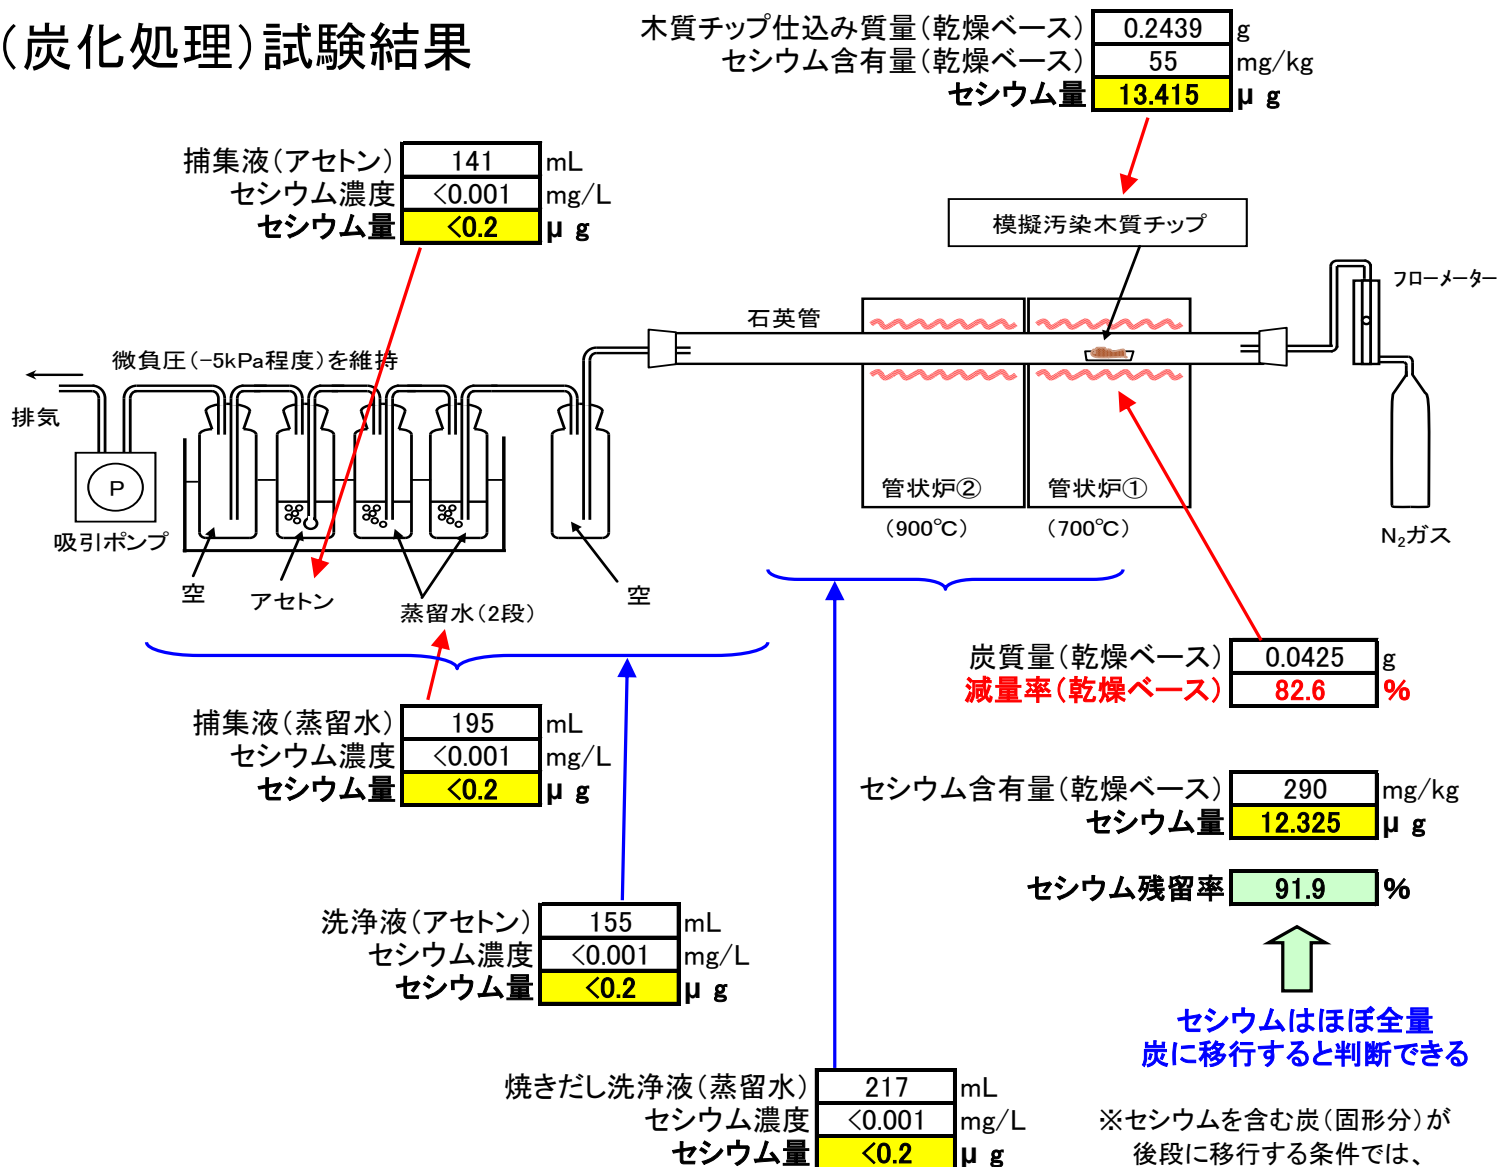 (炭化処理)試験結果
木質チップ仕込み質量(乾燥ベース) 0.2439 g
セシウム含有量(乾燥ベース) 55 mg/kg
セシウム量 13.415 μg
捕集液(アセトン) 141 mL
セシウム濃度 <0.001 mg/L
セシウム量 <0.2 μg
模擬汚染木質チップ
フローメーター
石英管
微負圧(-5kPa程度)を維持
排気
P
吸引ポンプ
管状炉②
(900℃)
管状炉①
(700℃)
N₂ガス
空
アセトン
蒸留水(2段)
空
炭質量(乾燥ベース) 0.0425 g
減量率(乾燥ベース) 82.6 %
捕集液(蒸留水) 195 mL
セシウム濃度 <0.001 mg/L
セシウム量 <0.2 μg
セシウム含有量(乾燥ベース) 290 mg/kg
セシウム量 12.325 μg
セシウム残留率 91.9 %
洗浄液(アセトン) 155 mL
セシウム濃度 <0.001 mg/L
セシウム量 <0.2 μg
セシウムはほぼ全量
炭に移行すると判断できる
焼きだし洗浄液(蒸留水) 217 mL
セシウム濃度 <0.001 mg/L
セシウム量 <0.2 μg
※セシウムを含む炭(固形分)が
後段に移行する条件では、